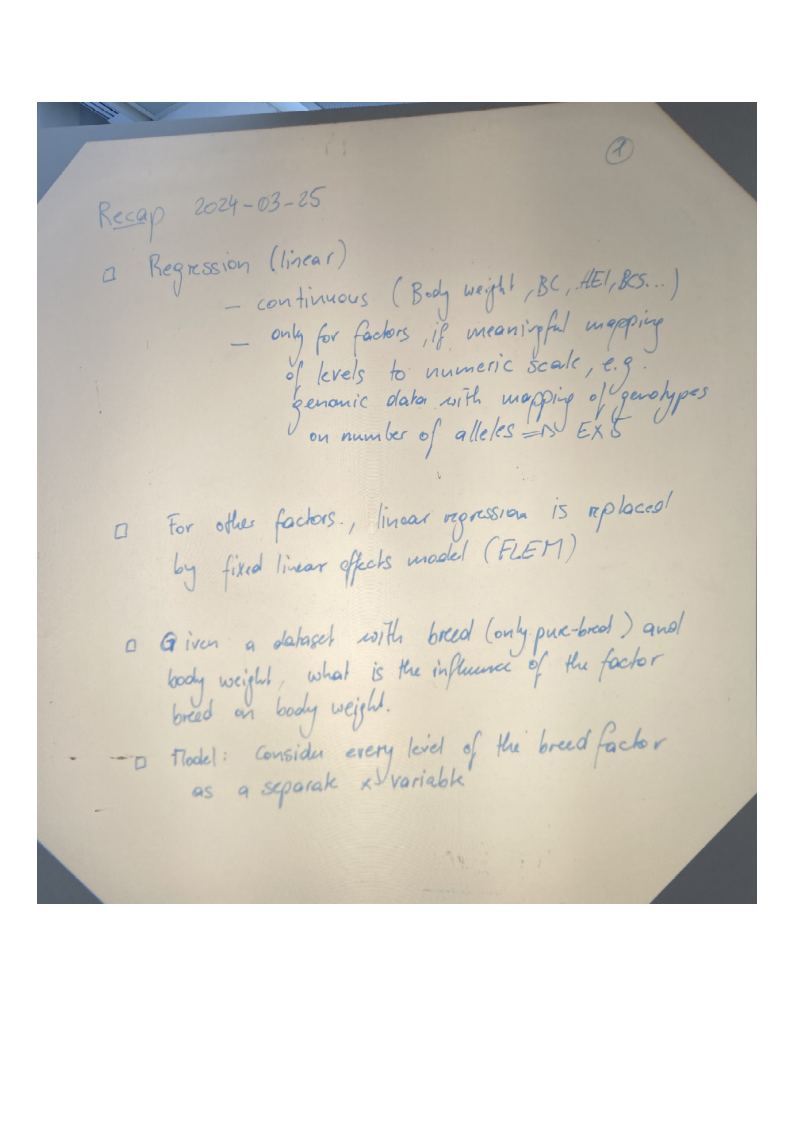 1
Recap 2024-03-25
□ Regression (linear)
– continuous (Body weight, BC, HEI, BCS...)
– only for factors, if meaningful mapping
of levels to numeric scale, e.g.
genomic data with mapping of genotypes
on number of alleles => EX5
□ For other factors, linear regression is replaced
by fixed linear effects model (FLEM)
□ Given a dataset with breed (only pure-bred) and
body weight, what is the influence of the factor
breed on body weight.
□ Model: Consider every level of the breed factor
as a separate x-variable